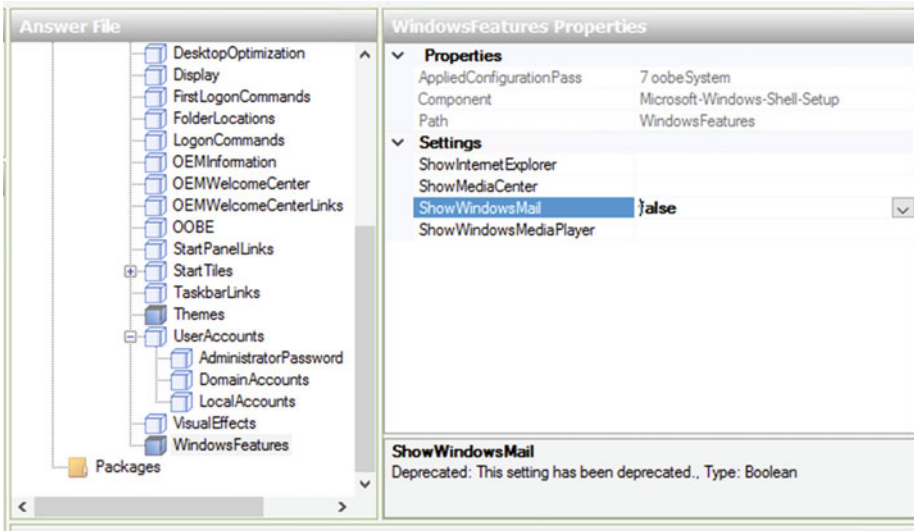 Answer File
DesktopOptimization
Display
FirstLogonCommands
FolderLocations
LogonCommands
OEMInformation
OEMWelcomeCenter
OEMWelcomeCenterLinks
OOBE
StartPanelLinks
StartTiles
TaskbarLinks
Themes
UserAccounts
AdministratorPassword
DomainAccounts
LocalAccounts
VisualEffects
WindowsFeatures
Packages
WindowsFeatures Properties
Properties
AppliedConfigurationPass 7 oobeSystem
Component Microsoft-Windows-Shell-Setup
Path WindowsFeatures
Settings
ShowInternetExplorer
ShowMediaCenter
ShowWindowsMail false
ShowWindowsMediaPlayer
ShowWindowsMail
Deprecated: This setting has been deprecated., Type: Boolean